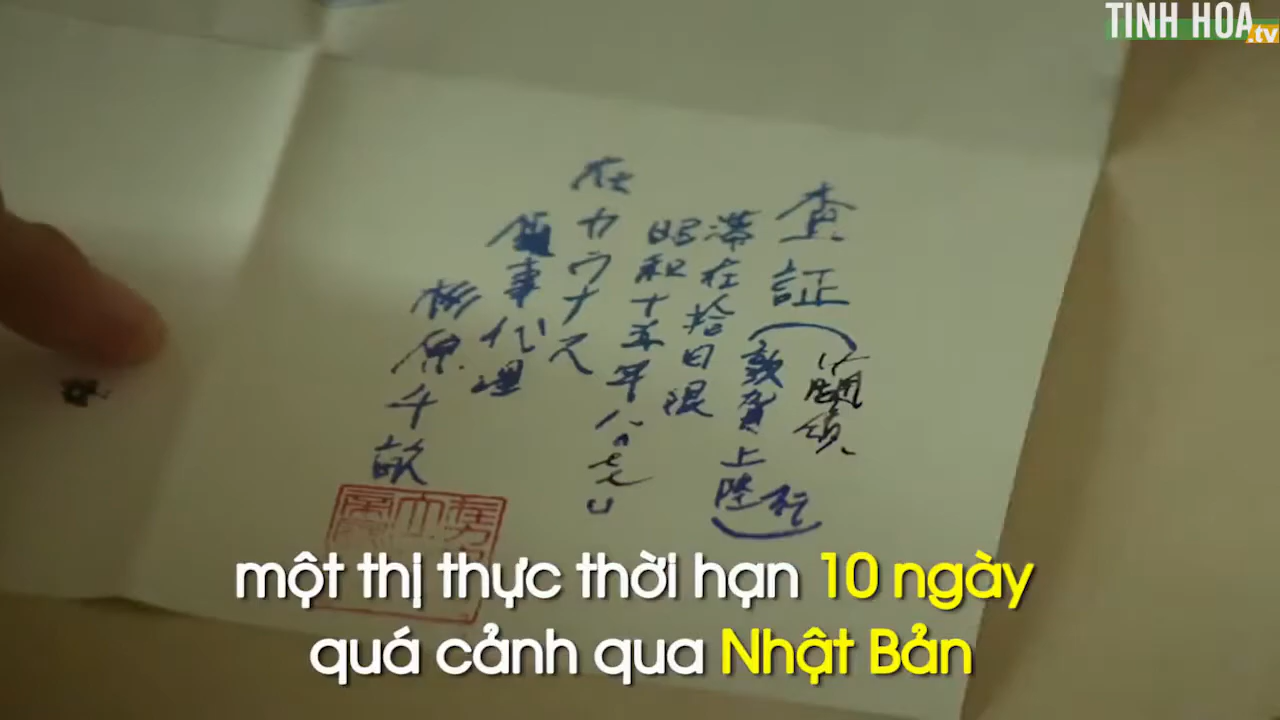 TINH HOA
.tv
査証
敦賀上陸
滞在拾日限
昭和十五年八月
在カウナス
領事代理
杉原千畝
một thị thực thời hạn 10 ngày
quá cảnh qua Nhật Bản